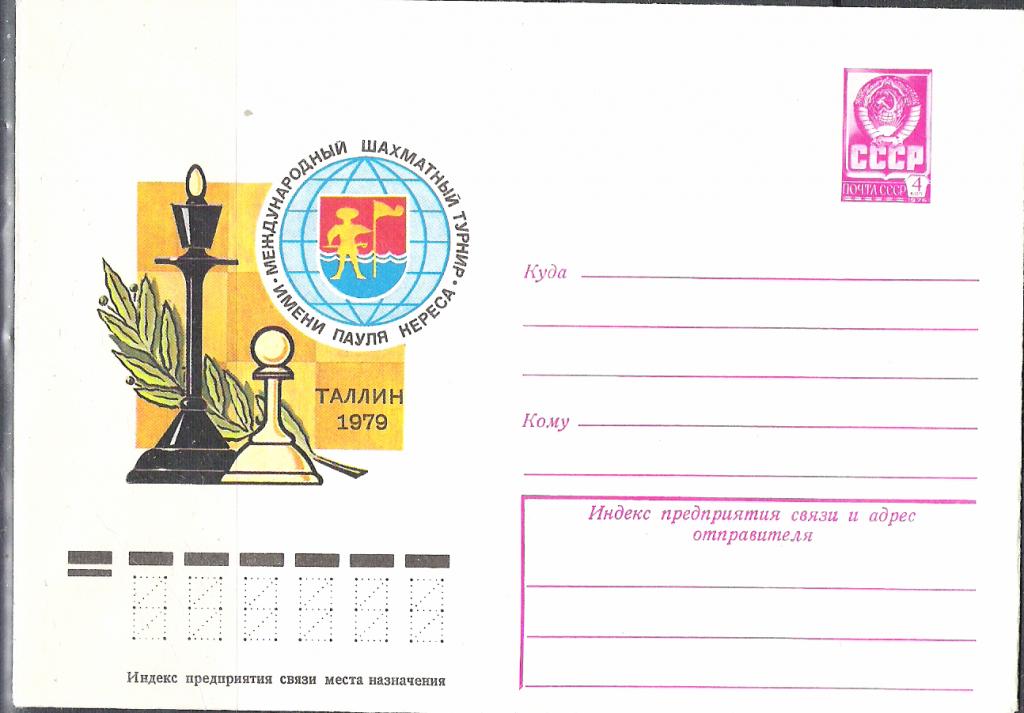 МЕЖДУНАРОДНЫЙ ШАХМАТНЫЙ ТУРНИР
ИМЕНИ ПАУЛЯ КЕРЕСА
ТАЛЛИН
1979
СССР
ПОЧТА СССР
4
КОП
1976
Куда
Кому
Индекс предприятия связи и адрес
отправителя
Индекс предприятия связи места назначения